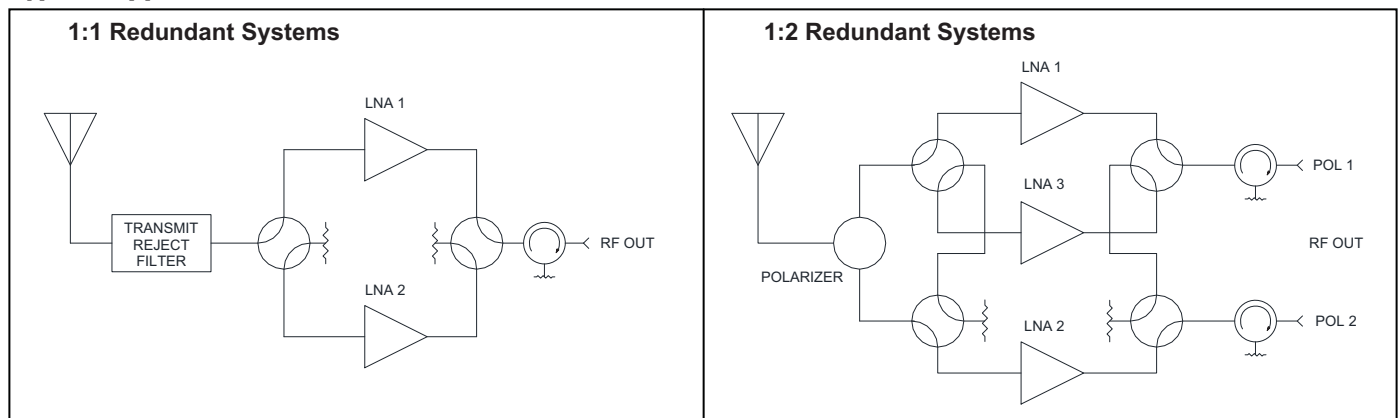 1:1 Redundant Systems
LNA 1
TRANSMIT
REJECT
FILTER
RF OUT
LNA 2
1:2 Redundant Systems
LNA 1
POL 1
LNA 3
RF OUT
POLARIZER
LNA 2
POL 2